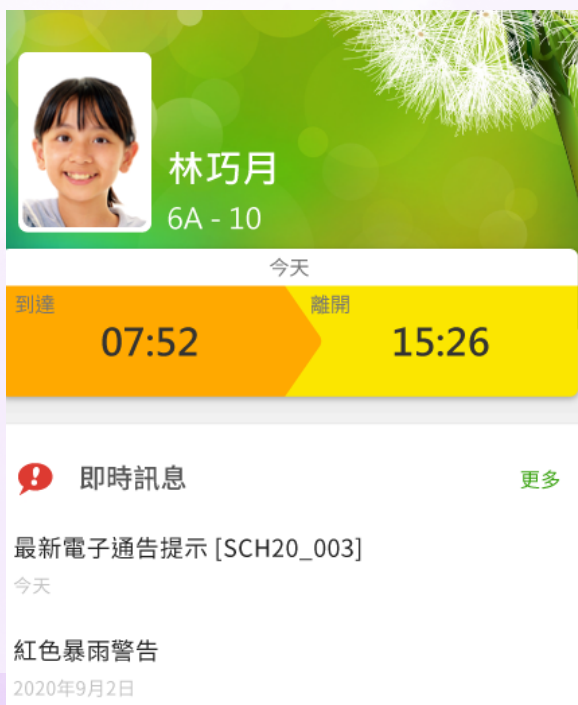 林巧月
6A - 10
今天
到達
離開
07:52
15:26
即時訊息
更多
最新電子通告提示 [SCH20_003]
今天
紅色暴雨警告
2020年9月2日